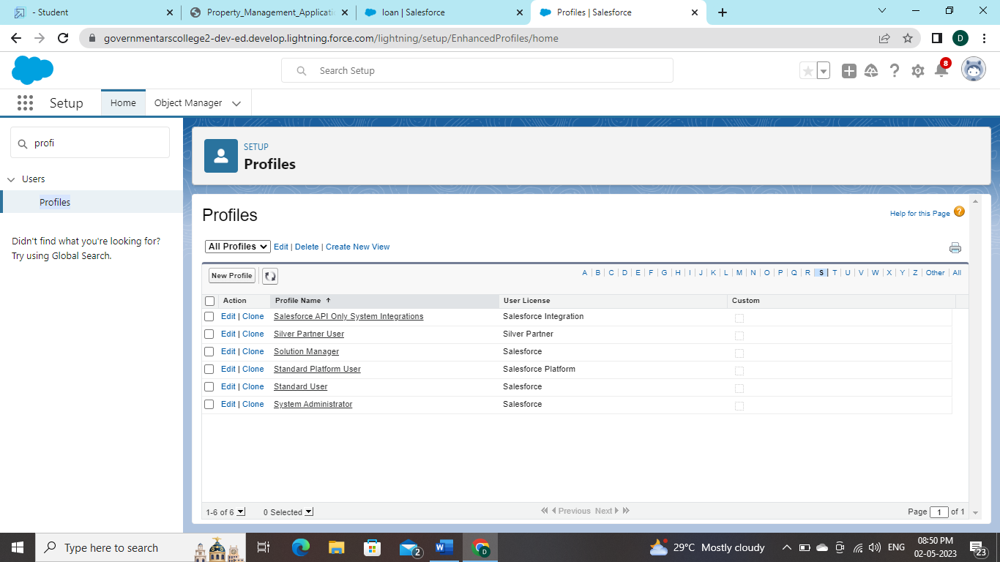 - Student
Property_Management_Applicati
loan | Salesforce
Profiles | Salesforce
governmentarscollege2-dev-ed.develop.lightning.force.com/lightning/setup/EnhancedProfiles/home
D
Search Setup
8
Setup
Home
Object Manager
profi
Users
Profiles
Didn't find what you're looking for?
Try using Global Search.
SETUP
Profiles
Profiles
Help for this Page ?
All Profiles Edit | Delete | Create New View
New Profile
A | B | C | D | E | F | G | H | I | J | K | L | M | N | O | P | Q | R | S | T | U | V | W | X | Y | Z | Other | All
Action Profile Name User License Custom
Edit | Clone Salesforce API Only System Integrations Salesforce Integration
Edit | Clone Silver Partner User Silver Partner
Edit | Clone Solution Manager Salesforce
Edit | Clone Standard Platform User Salesforce Platform
Edit | Clone Standard User Salesforce
Edit | Clone System Administrator Salesforce
1-6 of 6 0 Selected Previous Next Page 1 of 1
Type here to search
2
W
D
29°C Mostly cloudy
ENG
08:50 PM
02-05-2023
23